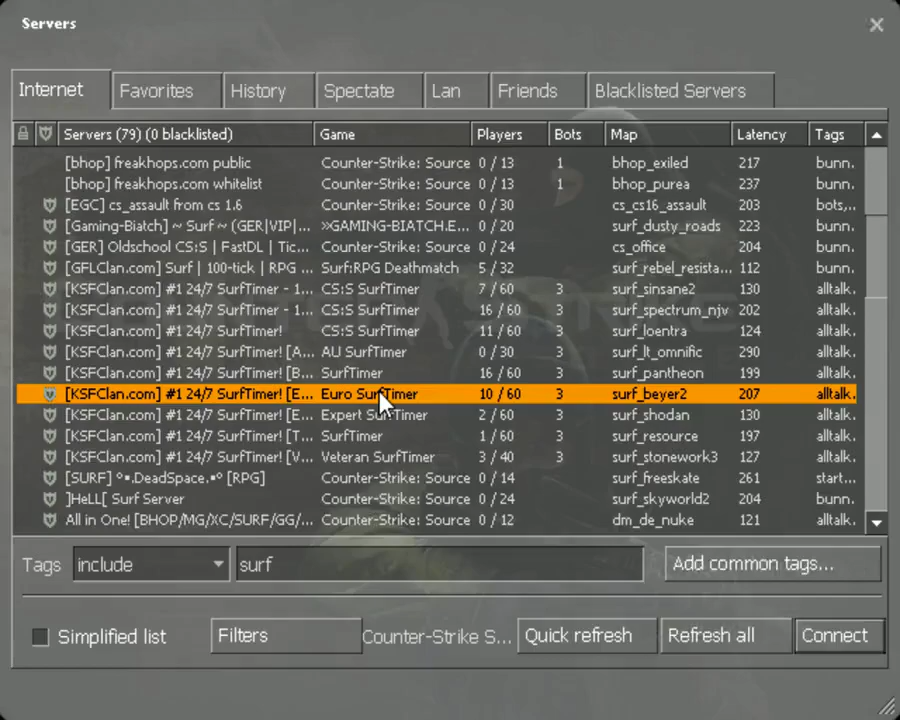 Servers
Internet Favorites History Spectate Lan Friends Blacklisted Servers
Servers (79) (0 blacklisted) Game Players Bots Map Latency Tags
[bhop] freakhops.com public Counter-Strike: Source 0 / 13 1 bhop_exiled 217 bunn.
[bhop] freakhops.com whitelist Counter-Strike: Source 0 / 13 1 bhop_purea 237 bunn.
[EGC] cs_assault from cs 1.6 Counter-Strike: Source 0 / 30 cs_cs16_assault 203 bots,...
[Gaming-Biatch] ~ Surf ~ (GER|VIP|... »GAMING-BIATCH.E... 0 / 20 surf_dusty_roads 223 bunn.
[GER] Oldschool CS:S | FastDL | Tic... Counter-Strike: Source 0 / 24 cs_office 204 bunn.
[GFLClan.com] Surf | 100-tick | RPG ... Surf:RPG Deathmatch 5 / 32 surf_rebel_resista... 112 bunn.
[KSFClan.com] #1 24/7 SurfTimer - 1... CS:S SurfTimer 7 / 60 3 surf_sinsane2 130 alltalk.
[KSFClan.com] #1 24/7 SurfTimer - 1... CS:S SurfTimer 16 / 60 3 surf_spectrum_njv 202 alltalk.
[KSFClan.com] #1 24/7 SurfTimer! CS:S SurfTimer 11 / 60 3 surf_loentra 124 alltalk.
[KSFClan.com] #1 24/7 SurfTimer! [A... AU SurfTimer 0 / 30 3 surf_lt_omnific 290 alltalk.
[KSFClan.com] #1 24/7 SurfTimer! [B... SurfTimer 16 / 60 3 surf_pantheon 199 alltalk.
[KSFClan.com] #1 24/7 SurfTimer! [E... Euro SurfTimer 10 / 60 3 surf_beyer2 207 alltalk.
[KSFClan.com] #1 24/7 SurfTimer! [E... Expert SurfTimer 2 / 60 3 surf_shodan 130 alltalk.
[KSFClan.com] #1 24/7 SurfTimer! [T... SurfTimer 1 / 60 3 surf_resource 197 alltalk.
[KSFClan.com] #1 24/7 SurfTimer! [V... Veteran SurfTimer 3 / 40 3 surf_stonework3 127 alltalk.
[SURF] °▪.DeadSpace.▪° [RPG] Counter-Strike: Source 0 / 14 surf_freeskate 261 start...
]HeLL[ Surf Server Counter-Strike: Source 0 / 24 surf_skyworld2 204 bunn.
All in One! [BHOP/MG/XC/SURF/GG/... Counter-Strike: Source 0 / 12 dm_de_nuke 121 alltalk.
Tags include surf Add common tags...
Simplified list Filters Counter-Strike S... Quick refresh Refresh all Connect